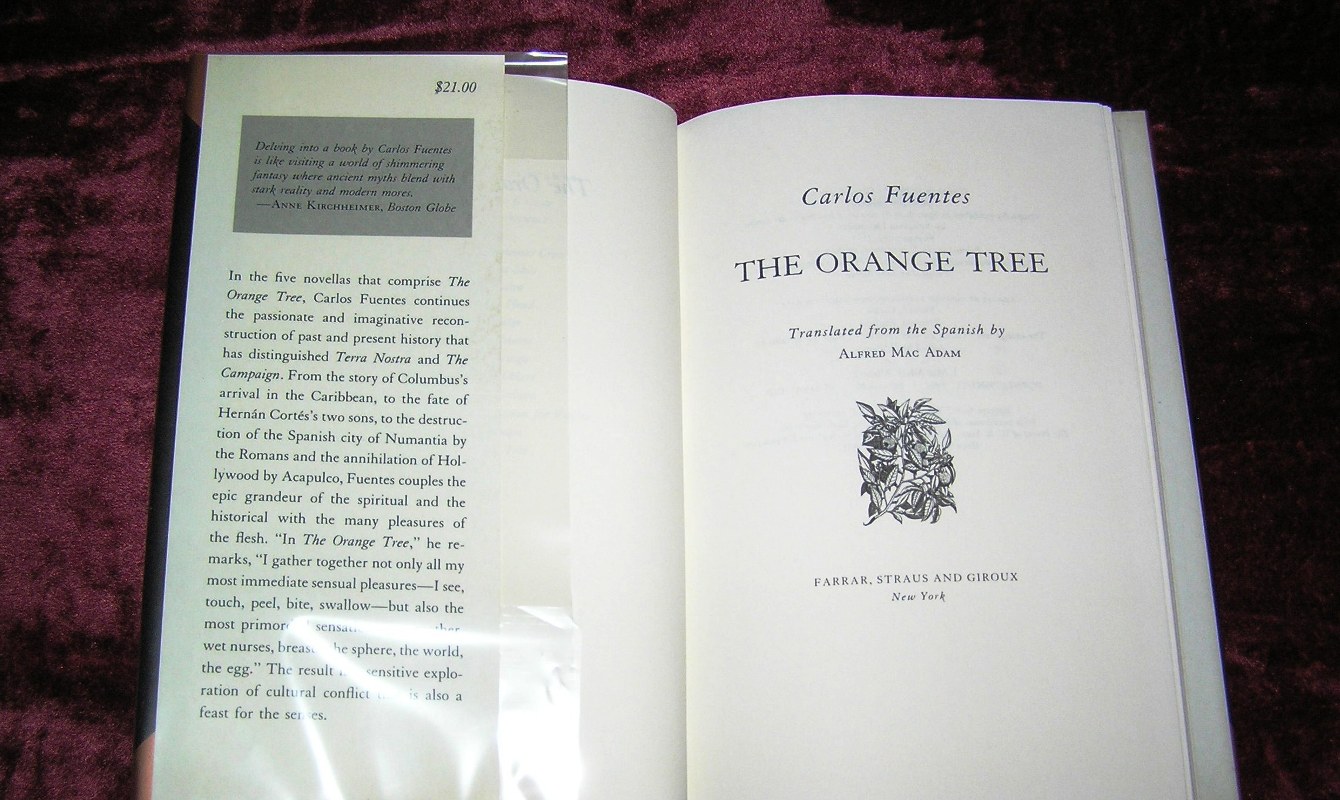 $21.00
Delving into a book by Carlos Fuentes
is like visiting a world of shimmering
fantasy where ancient myths blend with
stark reality and modern mores.
—ANNE KIRCHHEIMER, Boston Globe
In the five novellas that comprise The
Orange Tree, Carlos Fuentes continues
the passionate and imaginative recon-
struction of past and present history that
has distinguished Terra Nostra and The
Campaign. From the story of Columbus's
arrival in the Caribbean, to the fate of
Hernán Cortés's two sons, to the destruc-
tion of the Spanish city of Numantia by
the Romans and the annihilation of Hol-
lywood by Acapulco, Fuentes couples the
epic grandeur of the spiritual and the
historical with the many pleasures of
the flesh. “In The Orange Tree,” he re-
marks, “I gather together not only all my
most immediate sensual pleasures—I see,
touch, peel, bite, swallow—but also the
most
wet nurses, the sphere, the world,
the egg.” The result sensitive explo-
ration of cultural conflict is also a
feast for the senses.
Carlos Fuentes
THE ORANGE TREE
Translated from the Spanish by
ALFRED MAC ADAM
FARRAR, STRAUS AND GIROUX
New York